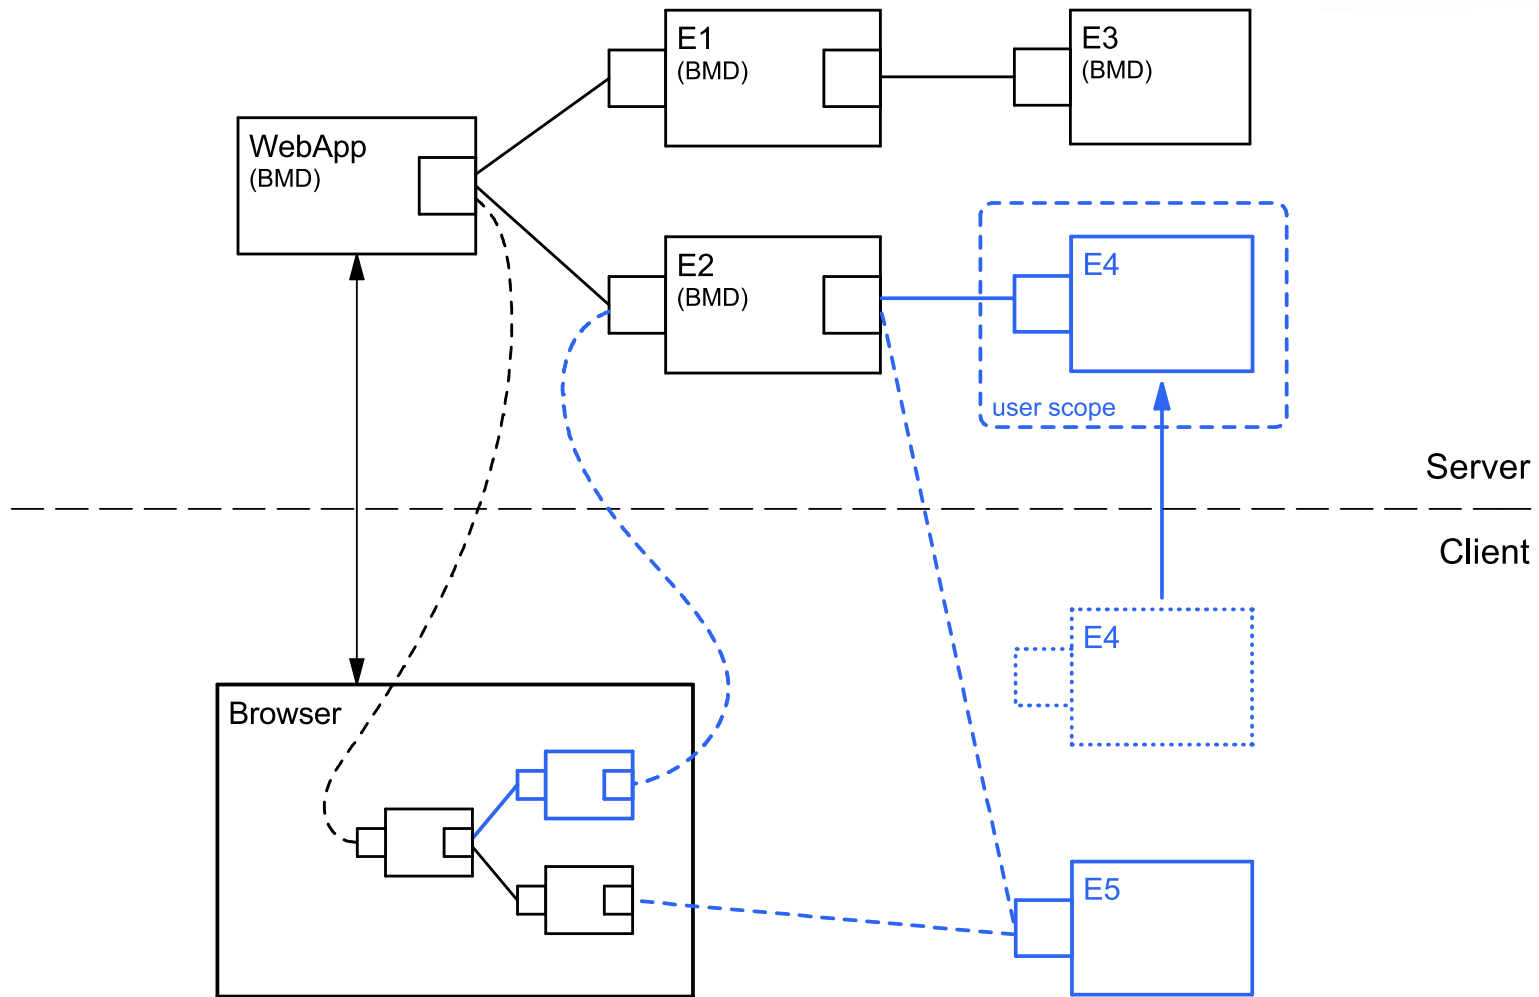 E1
(BMD)
E3
(BMD)
WebApp
(BMD)
E2
(BMD)
E4
user scope
Server
Client
E4
Browser
E5